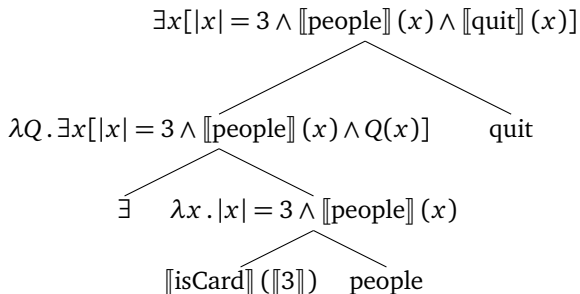 ∃x[|x| = 3 ∧ ⟦people⟧(x) ∧ ⟦quit⟧(x)]
λQ.∃x[|x| = 3 ∧ ⟦people⟧(x) ∧ Q(x)] quit
∃ λx.|x| = 3 ∧ ⟦people⟧(x)
⟦isCard⟧(⟦3⟧) people